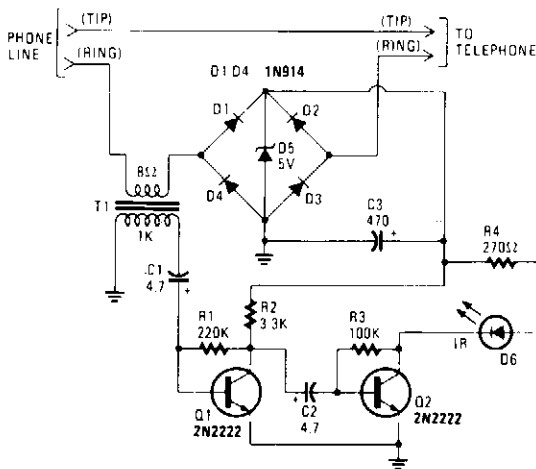 PHONE
LINE
(TIP)
(RING)
(TIP)
(RING)
TO
TELEPHONE
D1 D4 1N914
D1
D2
D5
5V
D4
D3
8Ω
T1
1K
C3
470
+
R4
270Ω
C1
4.7
+
R1
220K
R2
3.3K
R3
100K
IR
D6
Q1
2N2222
+
C2
4.7
Q2
2N2222